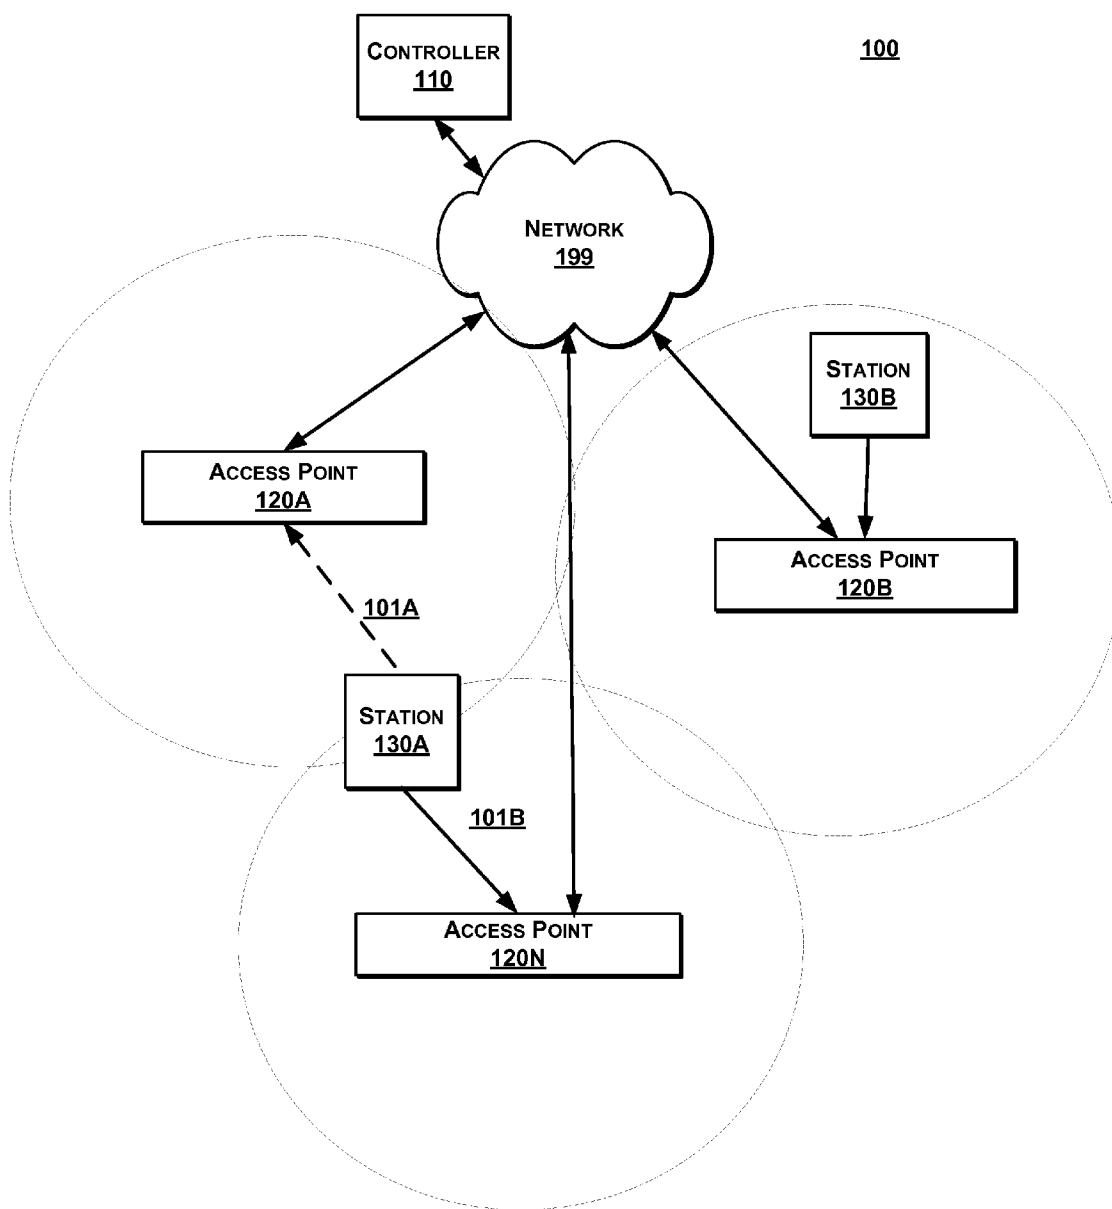 CONTROLLER
110
100
NETWORK
199
STATION
130B
ACCESS POINT
120A
ACCESS POINT
120B
101A
STATION
130A
101B
ACCESS POINT
120N